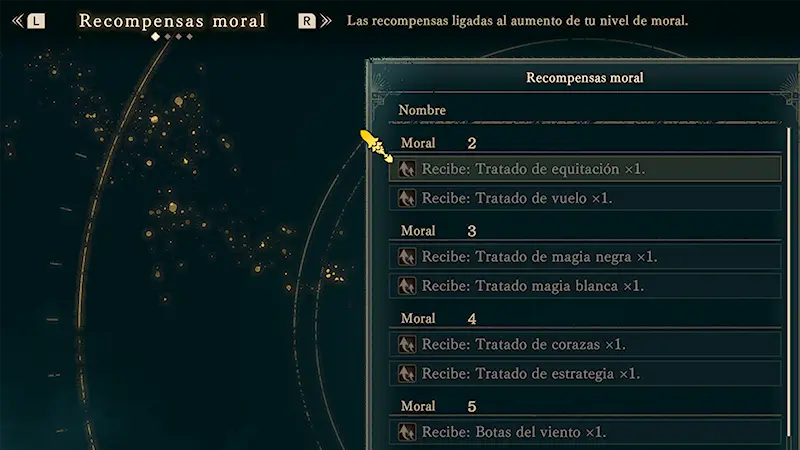 L Recompensas moral R Las recompensas ligadas al aumento de tu nivel de moral.
Recompensas moral
Nombre
Moral 2
Recibe: Tratado de equitación ×1.
Recibe: Tratado de vuelo ×1.
Moral 3
Recibe: Tratado de magia negra ×1.
Recibe: Tratado magia blanca ×1.
Moral 4
Recibe: Tratado de corazas ×1.
Recibe: Tratado de estrategia ×1.
Moral 5
Recibe: Botas del viento ×1.